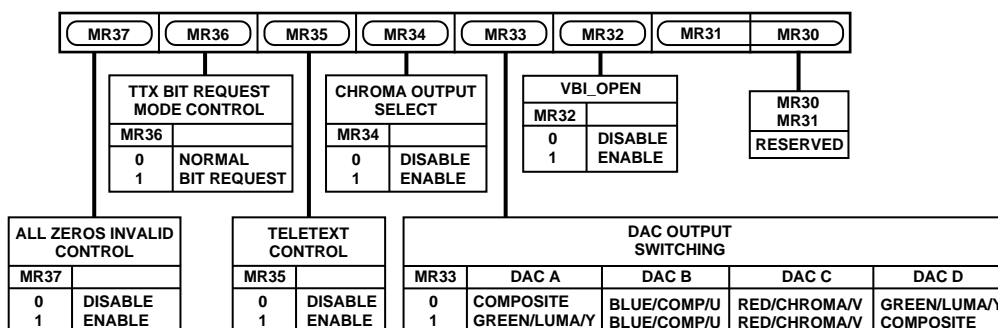 MR37 MR36 MR35 MR34 MR33 MR32 MR31 MR30
TTX BIT REQUEST
MODE CONTROL
MR36
0 NORMAL
1 BIT REQUEST
CHROMA OUTPUT
SELECT
MR34
0 DISABLE
1 ENABLE
VBI_OPEN
MR32
0 DISABLE
1 ENABLE
MR30
MR31
RESERVED
ALL ZEROS INVALID
CONTROL
MR37
0 DISABLE
1 ENABLE
TELETEXT
CONTROL
MR35
0 DISABLE
1 ENABLE
DAC OUTPUT
SWITCHING
MR33 DAC A DAC B DAC C DAC D
0 COMPOSITE BLUE/COMP/U RED/CHROMA/V GREEN/LUMA/Y
1 GREEN/LUMA/Y BLUE/COMP/U RED/CHROMA/V COMPOSITE